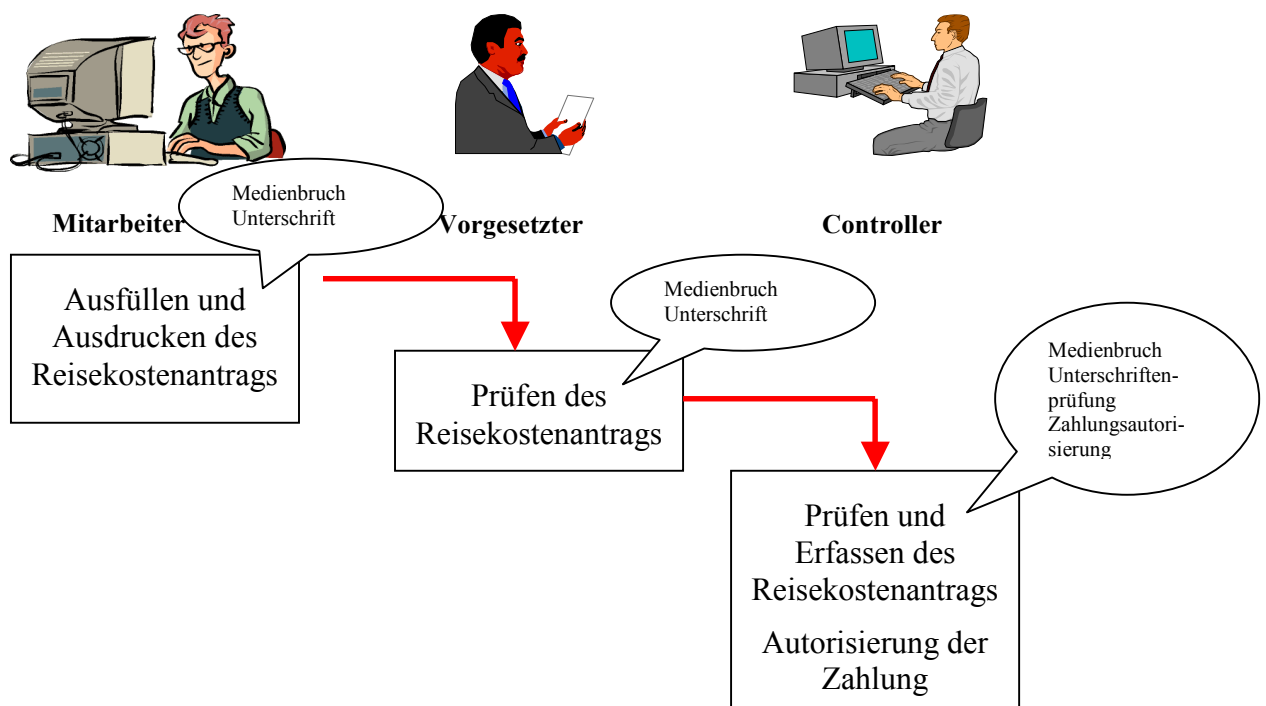 Medienbruch
Unterschrift
Mitarbeiter
Vorgesetzter
Controller
Ausfüllen und
Ausdrucken des
Reisekostenantrags
Medienbruch
Unterschrift
Prüfen des
Reisekostenantrags
Medienbruch
Unterschriften-
prüfung
Zahlungsautori-
sierung
Prüfen und
Erfassen des
Reisekostenantrags
Autorisierung der
Zahlung